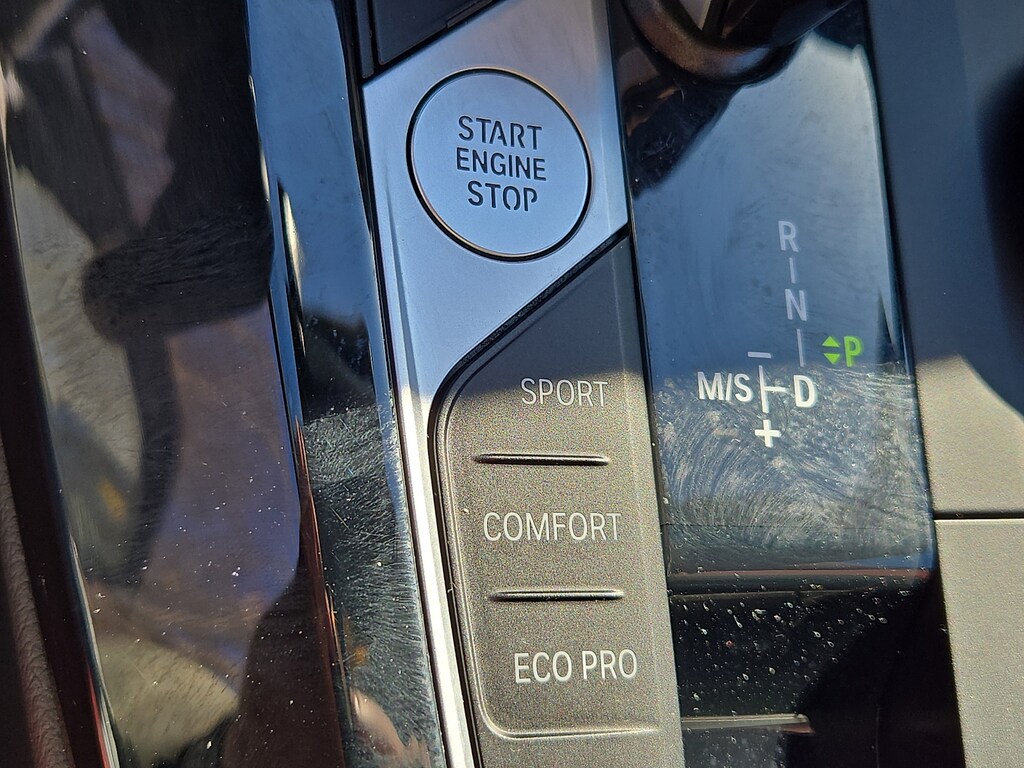 START
ENGINE
STOP
SPORT
COMFORT
ECO PRO
R
N
P
M/S
D
+